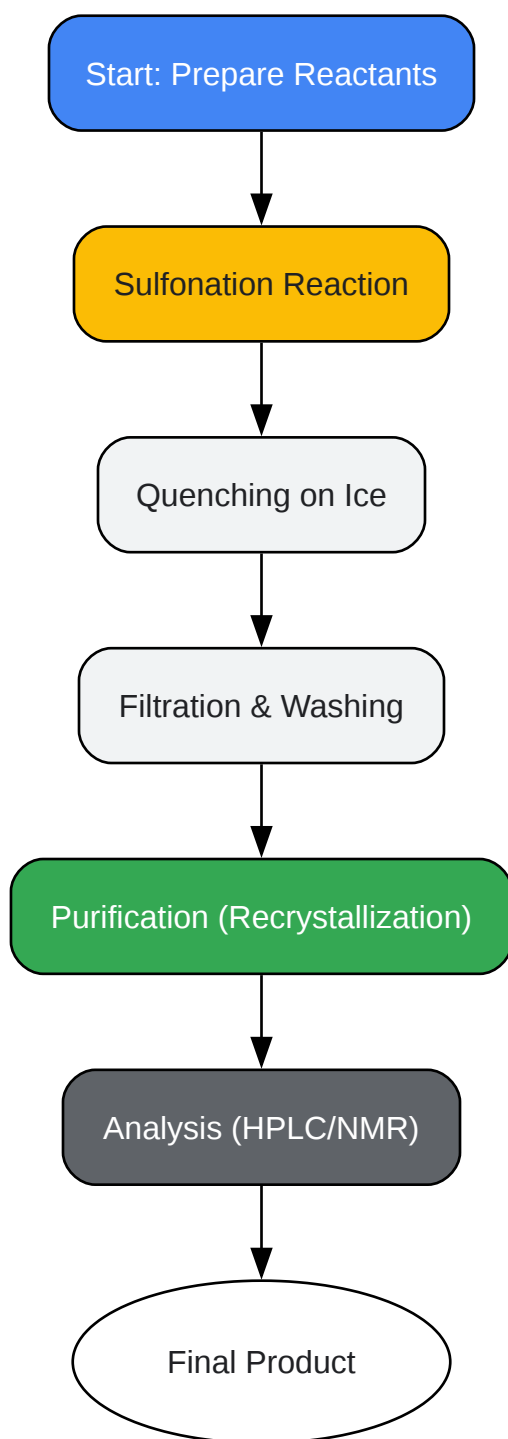 Start: Prepare Reactants
Sulfonation Reaction
Quenching on Ice
Filtration & Washing
Purification (Recrystallization)
Analysis (HPLC/NMR)
Final Product